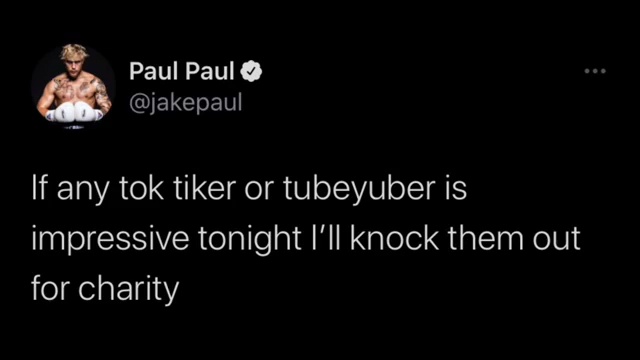 Paul Paul
@jakepaul
If any tok tiker or tubeyuber is
impressive tonight I’ll knock them out
for charity